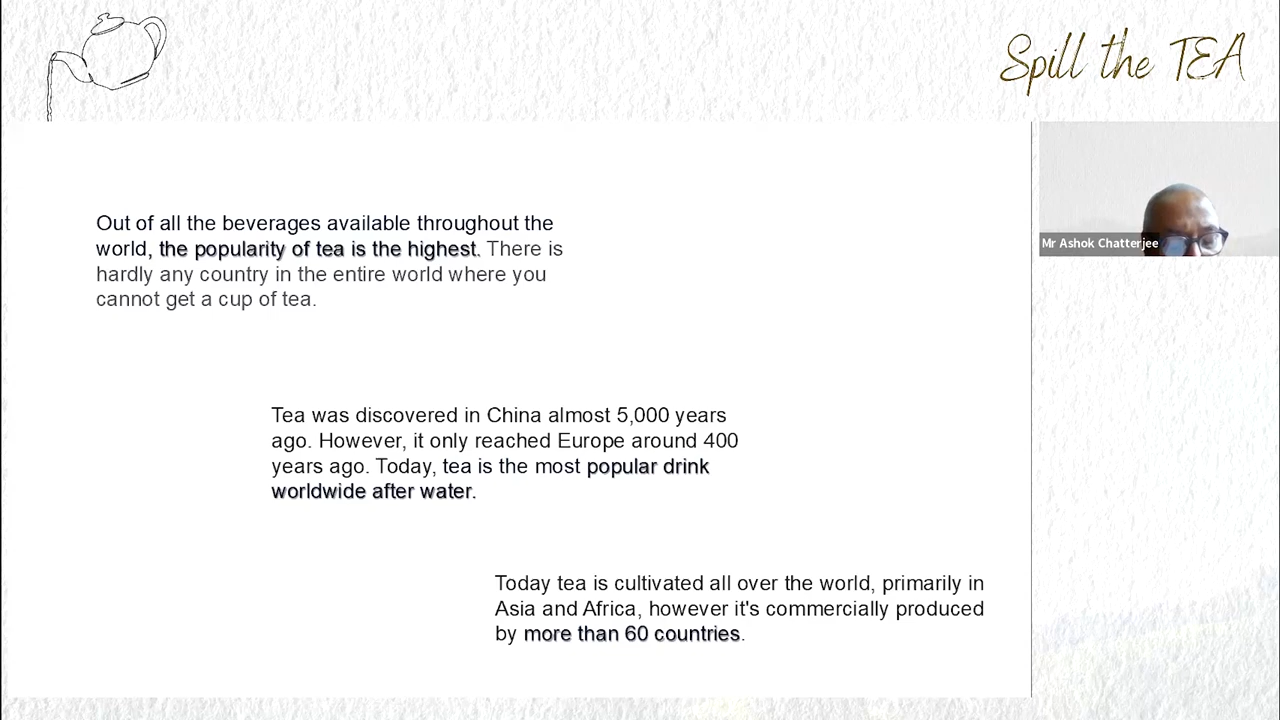 Spill the TEA
Out of all the beverages available throughout the
world, the popularity of tea is the highest. There is
hardly any country in the entire world where you
cannot get a cup of tea.
Mr Ashok Chatterjee
Tea was discovered in China almost 5,000 years
ago. However, it only reached Europe around 400
years ago. Today, tea is the most popular drink
worldwide after water.
Today tea is cultivated all over the world, primarily in
Asia and Africa, however it's commercially produced
by more than 60 countries.